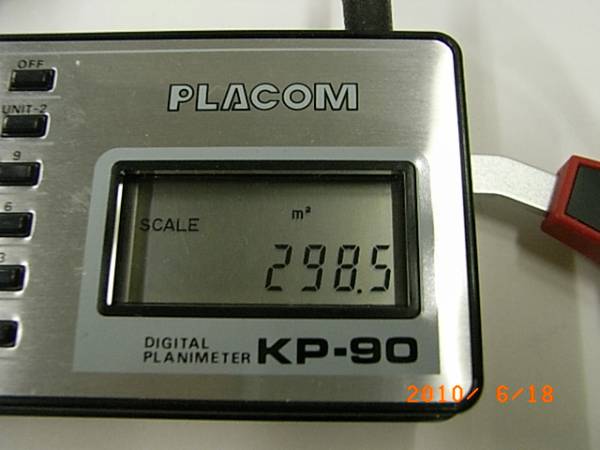 OFF
PLACOM
UNIT-2
9
m²
SCALE
6
298.5
3
DIGITAL
PLANIMETER KP-90
2010/ 6/18